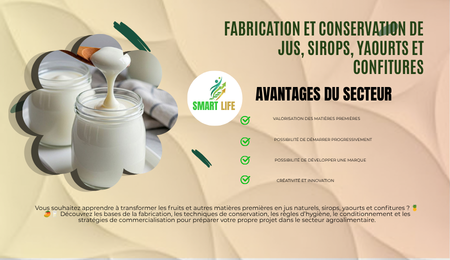 FABRICATION ET CONSERVATION DE
JUS, SIROPS, YAOURTS ET
CONFITURES
SMART LIFE
AVANTAGES DU SECTEUR
VALORISATION DES MATIÈRES PREMIÈRES
POSSIBILITÉ DE DÉMARRER PROGRESSIVEMENT
POSSIBILITÉ DE DÉVELOPPER UNE MARQUE
CRÉATIVITÉ ET INNOVATION
Vous souhaitez apprendre à transformer les fruits et autres matières premières en jus naturels, sirops, yaourts et confitures ? 🍍
🥭 Découvrez les bases de la fabrication, les techniques de conservation, les règles d'hygiène, le conditionnement et les
stratégies de commercialisation pour préparer votre propre projet dans le secteur agroalimentaire.